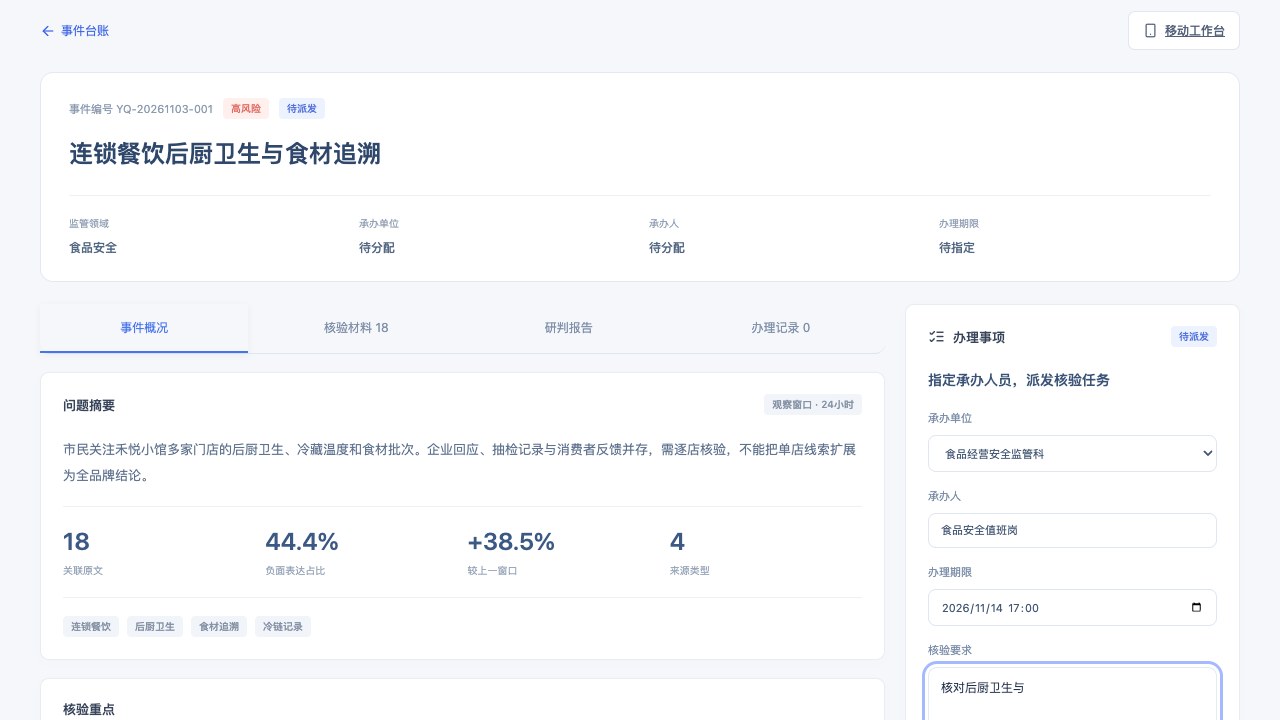 事件台账
移动工作台
事件编号 YQ-20261103-001 高风险 待派发
连锁餐饮后厨卫生与食材追溯
监管领域 承办单位 承办人 办理期限
食品安全 待分配 待分配 待指定
事件概况 核验材料 18 研判报告 办理记录 0
问题摘要 观察窗口 · 24小时
市民关注禾悦小馆多家门店的后厨卫生、冷藏温度和食材批次。企业回应、抽检记录与消费者反馈并存，需逐店核验，不能把单店线索扩展
为全品牌结论。
18 44.4% +38.5% 4
关联原文 负面表达占比 较上一窗口 来源类型
连锁餐饮 后厨卫生 食材追溯 冷链记录
核验重点
办理事项 待派发
指定承办人员，派发核验任务
承办单位
食品经营安全监管科
承办人
食品安全值班岗
办理期限
2026/11/14 17:00
核验要求
核对后厨卫生与